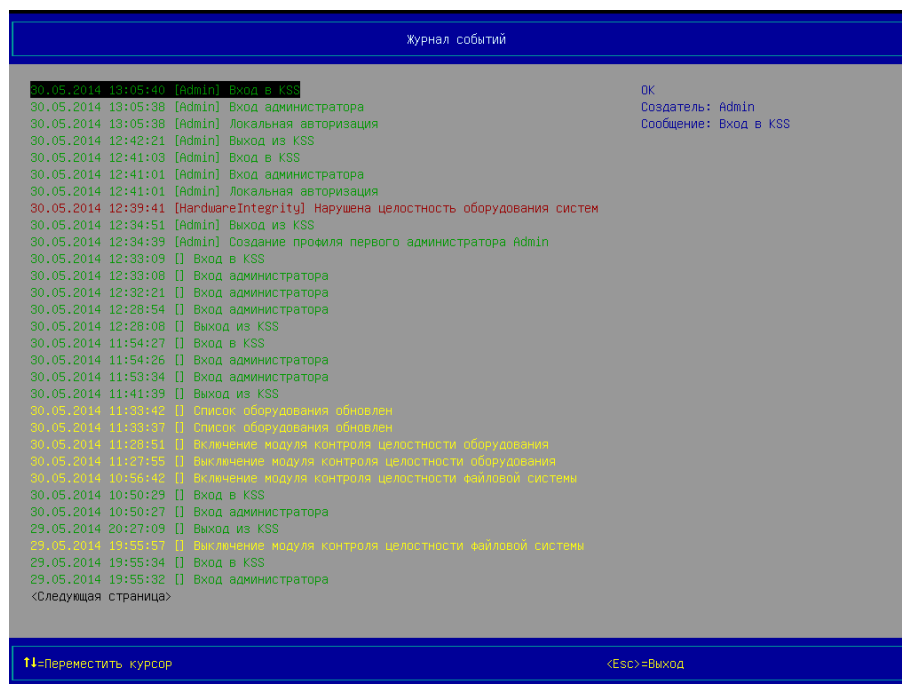 Журнал событий
30.05.2014 13:05:40 [Admin] Вход в KSS
30.05.2014 13:05:38 [Admin] Вход администратора
30.05.2014 13:05:38 [Admin] Локальная авторизация
30.05.2014 12:42:21 [Admin] Выход из KSS
30.05.2014 12:41:03 [Admin] Вход в KSS
30.05.2014 12:41:01 [Admin] Вход администратора
30.05.2014 12:41:01 [Admin] Локальная авторизация
30.05.2014 12:39:41 [HardwareIntegrity] Нарушена целостность оборудования систем
30.05.2014 12:34:51 [Admin] Выход из KSS
30.05.2014 12:34:39 [Admin] Создание профиля первого администратора Admin
30.05.2014 12:33:09 [] Вход в KSS
30.05.2014 12:33:08 [] Вход администратора
30.05.2014 12:32:21 [] Вход администратора
30.05.2014 12:28:54 [] Вход администратора
30.05.2014 12:28:08 [] Выход из KSS
30.05.2014 11:54:27 [] Вход в KSS
30.05.2014 11:54:26 [] Вход администратора
30.05.2014 11:53:34 [] Вход администратора
30.05.2014 11:41:39 [] Выход из KSS
30.05.2014 11:33:42 [] Список оборудования обновлен
30.05.2014 11:33:37 [] Список оборудования обновлен
30.05.2014 11:28:51 [] Включение модуля контроля целостности оборудования
30.05.2014 11:27:55 [] Выключение модуля контроля целостности оборудования
30.05.2014 10:56:42 [] Включение модуля контроля целостности файловой системы
30.05.2014 10:50:29 [] Вход в KSS
30.05.2014 10:50:27 [] Вход администратора
29.05.2014 20:27:09 [] Выход из KSS
29.05.2014 19:55:57 [] Выключение модуля контроля целостности файловой системы
29.05.2014 19:55:34 [] Вход в KSS
29.05.2014 19:55:32 [] Вход администратора
<Следующая страница>
OK
Создатель: Admin
Сообщение: Вход в KSS
↑↓=Переместить курсор
<Esc>=Выход